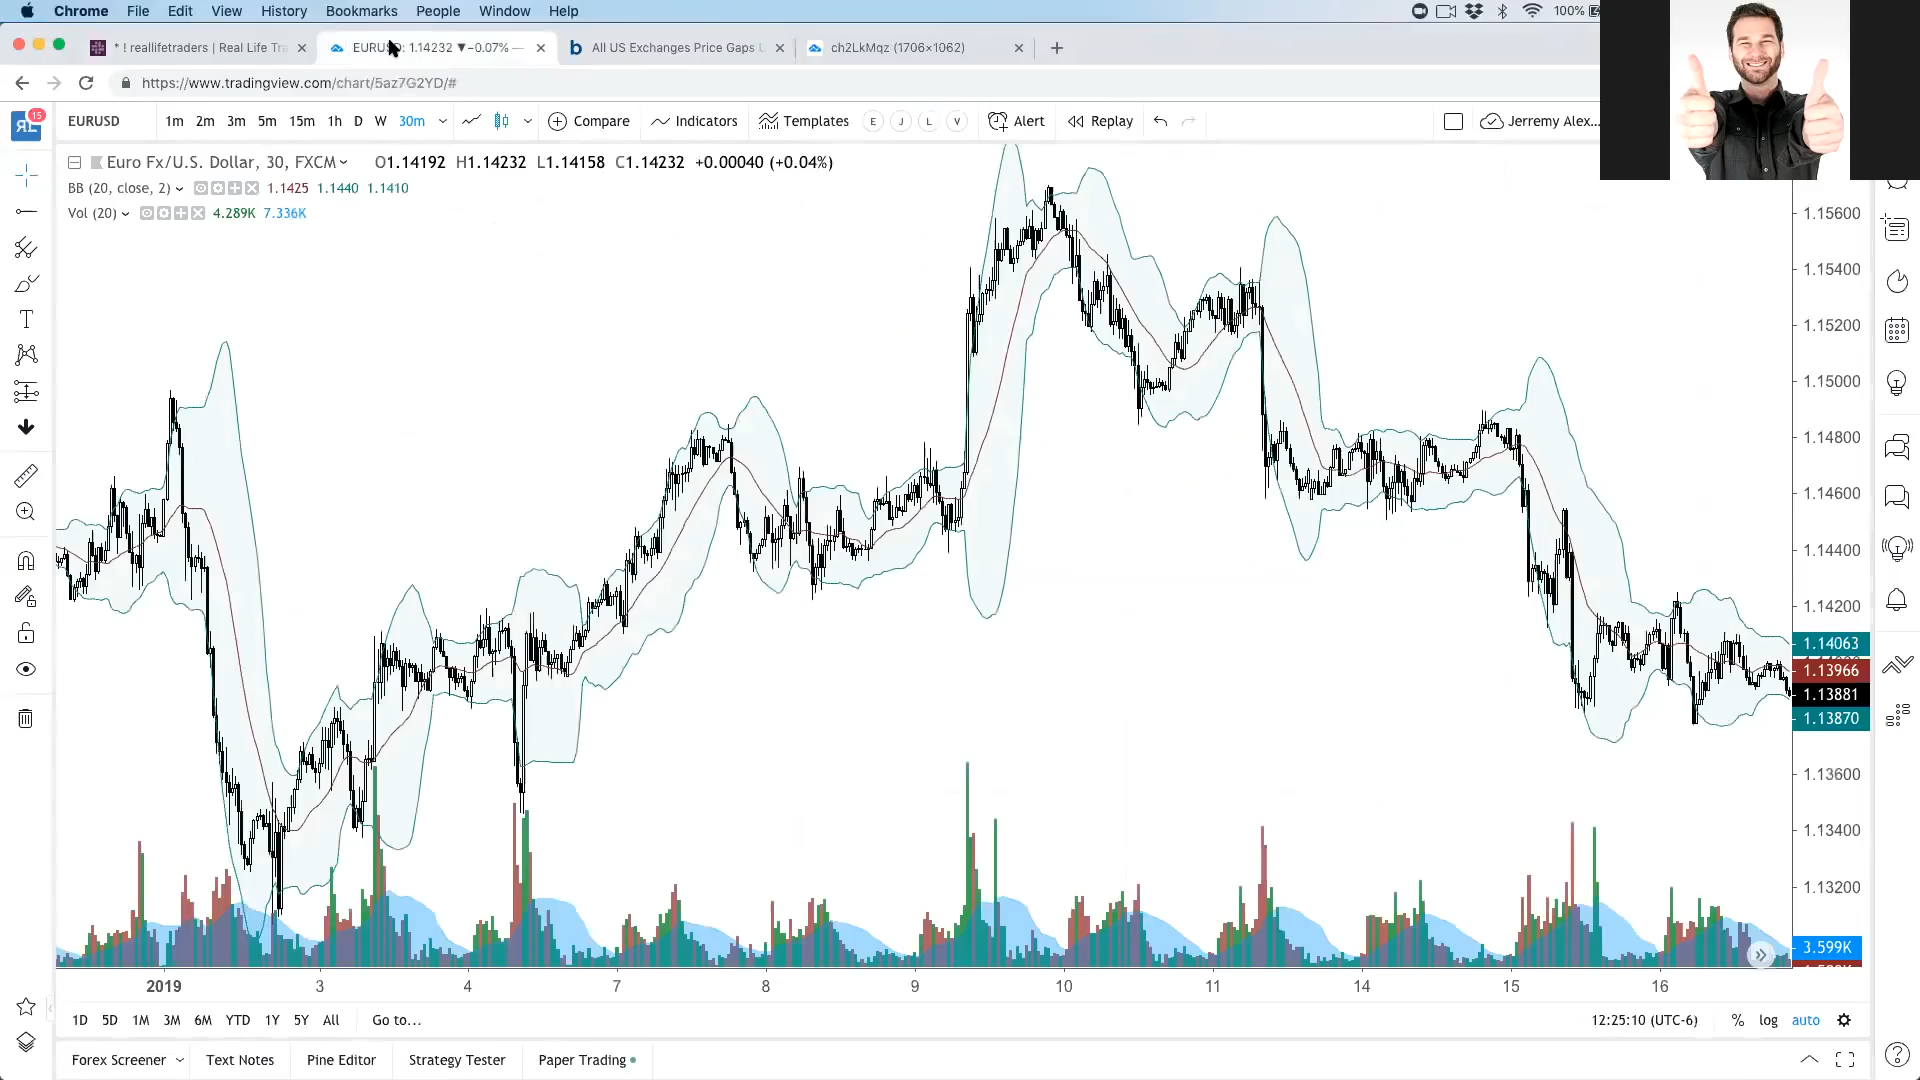 Chrome File Edit View History Bookmarks People Window Help 100%
* ! reallifetraders | Real Life Tra EURUSD: 1.14232 ▼−0.07% — All US Exchanges Price Gaps ch2LkMqz (1706×1062)
https://www.tradingview.com/chart/5az7G2YD/#
15
RL EURUSD 1m 2m 3m 5m 15m 1h D W 30m Compare Indicators Templates E J L V Alert Replay Jerremy Alex...
Euro Fx/U.S. Dollar, 30, FXCM O1.14192 H1.14232 L1.14158 C1.14232 +0.00040 (+0.04%)
BB (20, close, 2) 1.1425 1.1440 1.1410
Vol (20) 4.289K 7.336K
1.15600
1.15400
1.15200
1.15000
1.14800
1.14600
1.14400
1.14200
1.14063
1.13966
1.13881
1.13870
1.13600
1.13400
1.13200
3.599K
2019 3 4 7 8 9 10 11 14 15 16
1D 5D 1M 3M 6M YTD 1Y 5Y All Go to... 12:25:10 (UTC-6) % log auto
Forex Screener Text Notes Pine Editor Strategy Tester Paper Trading